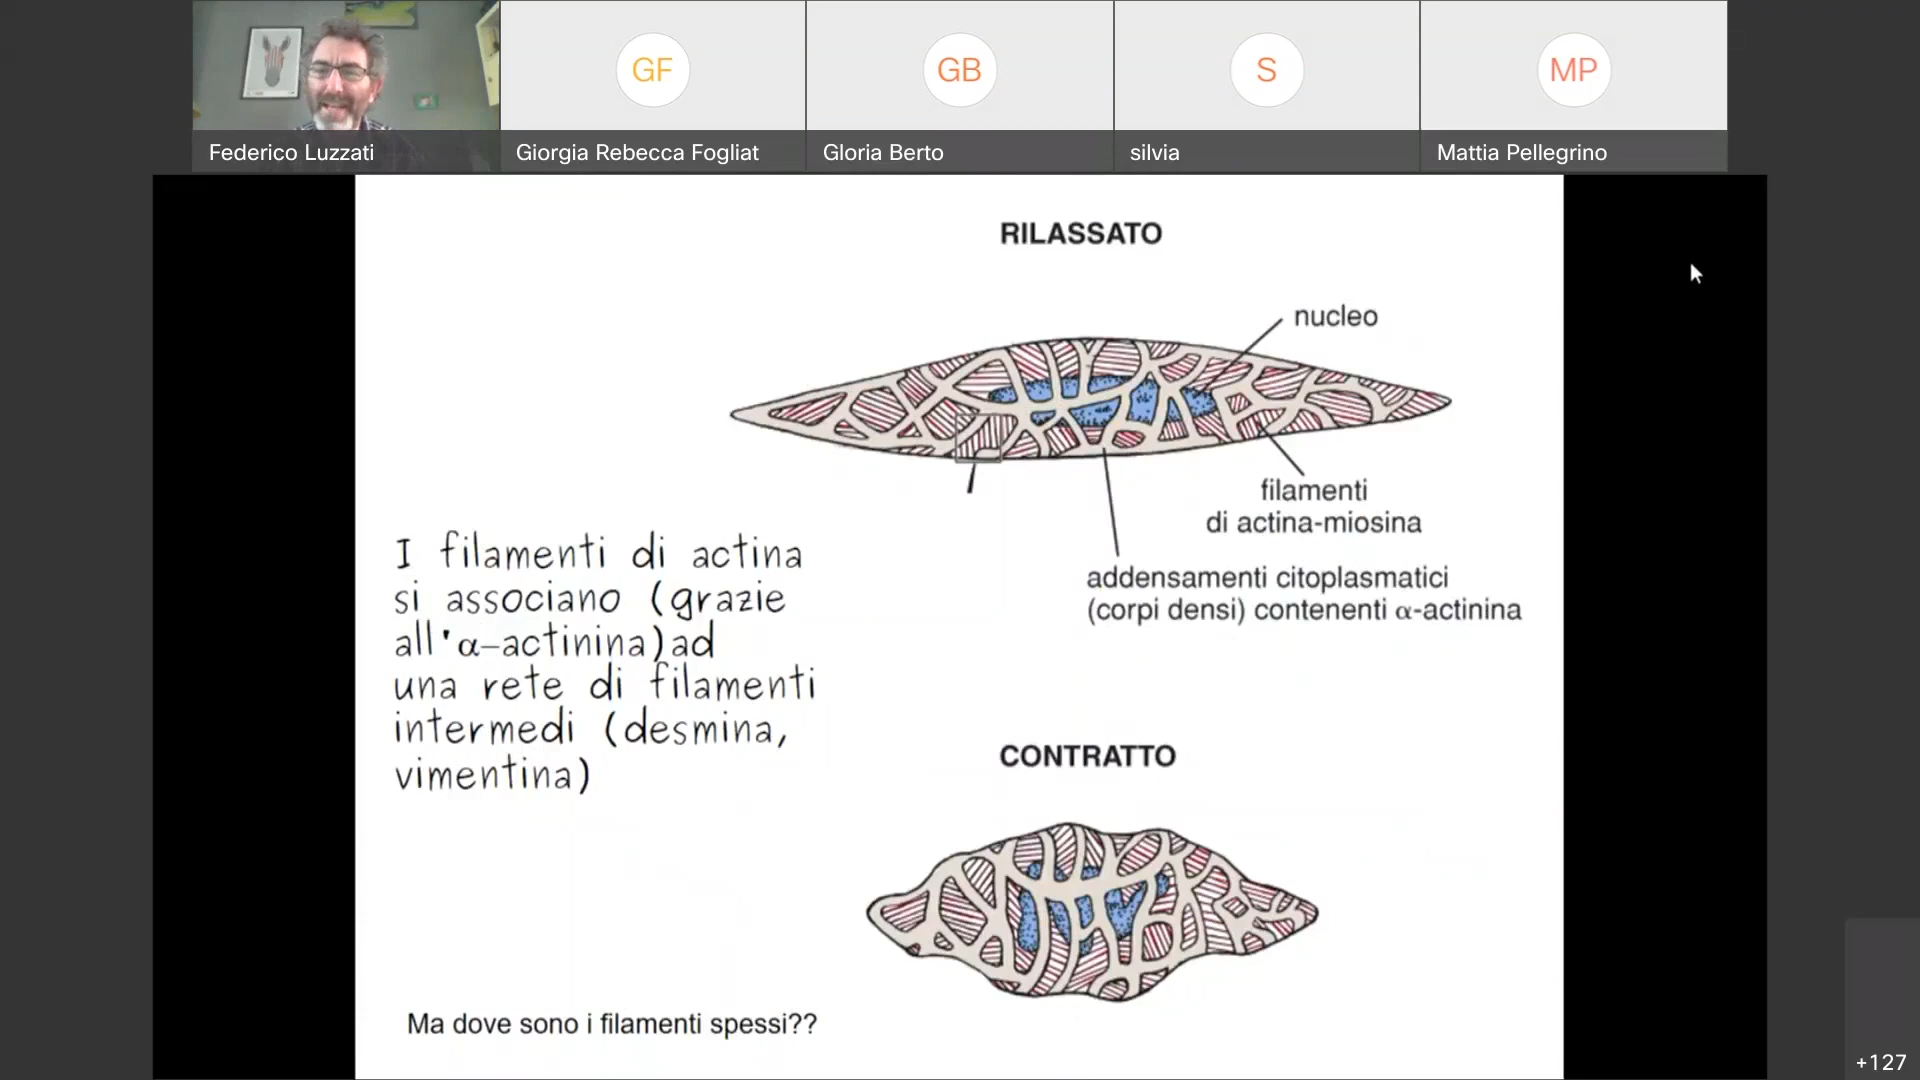 GF
GB
S
MP
Federico Luzzati
Giorgia Rebecca Fogliat
Gloria Berto
silvia
Mattia Pellegrino
RILASSATO
nucleo
filamenti
di actina-miosina
addensamenti citoplasmatici
(corpi densi) contenenti α-actinina
I filamenti di actina
si associano (grazie
all'α-actinina)ad
una rete di filamenti
intermedi (desmina,
vimentina)
CONTRATTO
Ma dove sono i filamenti spessi??
+127